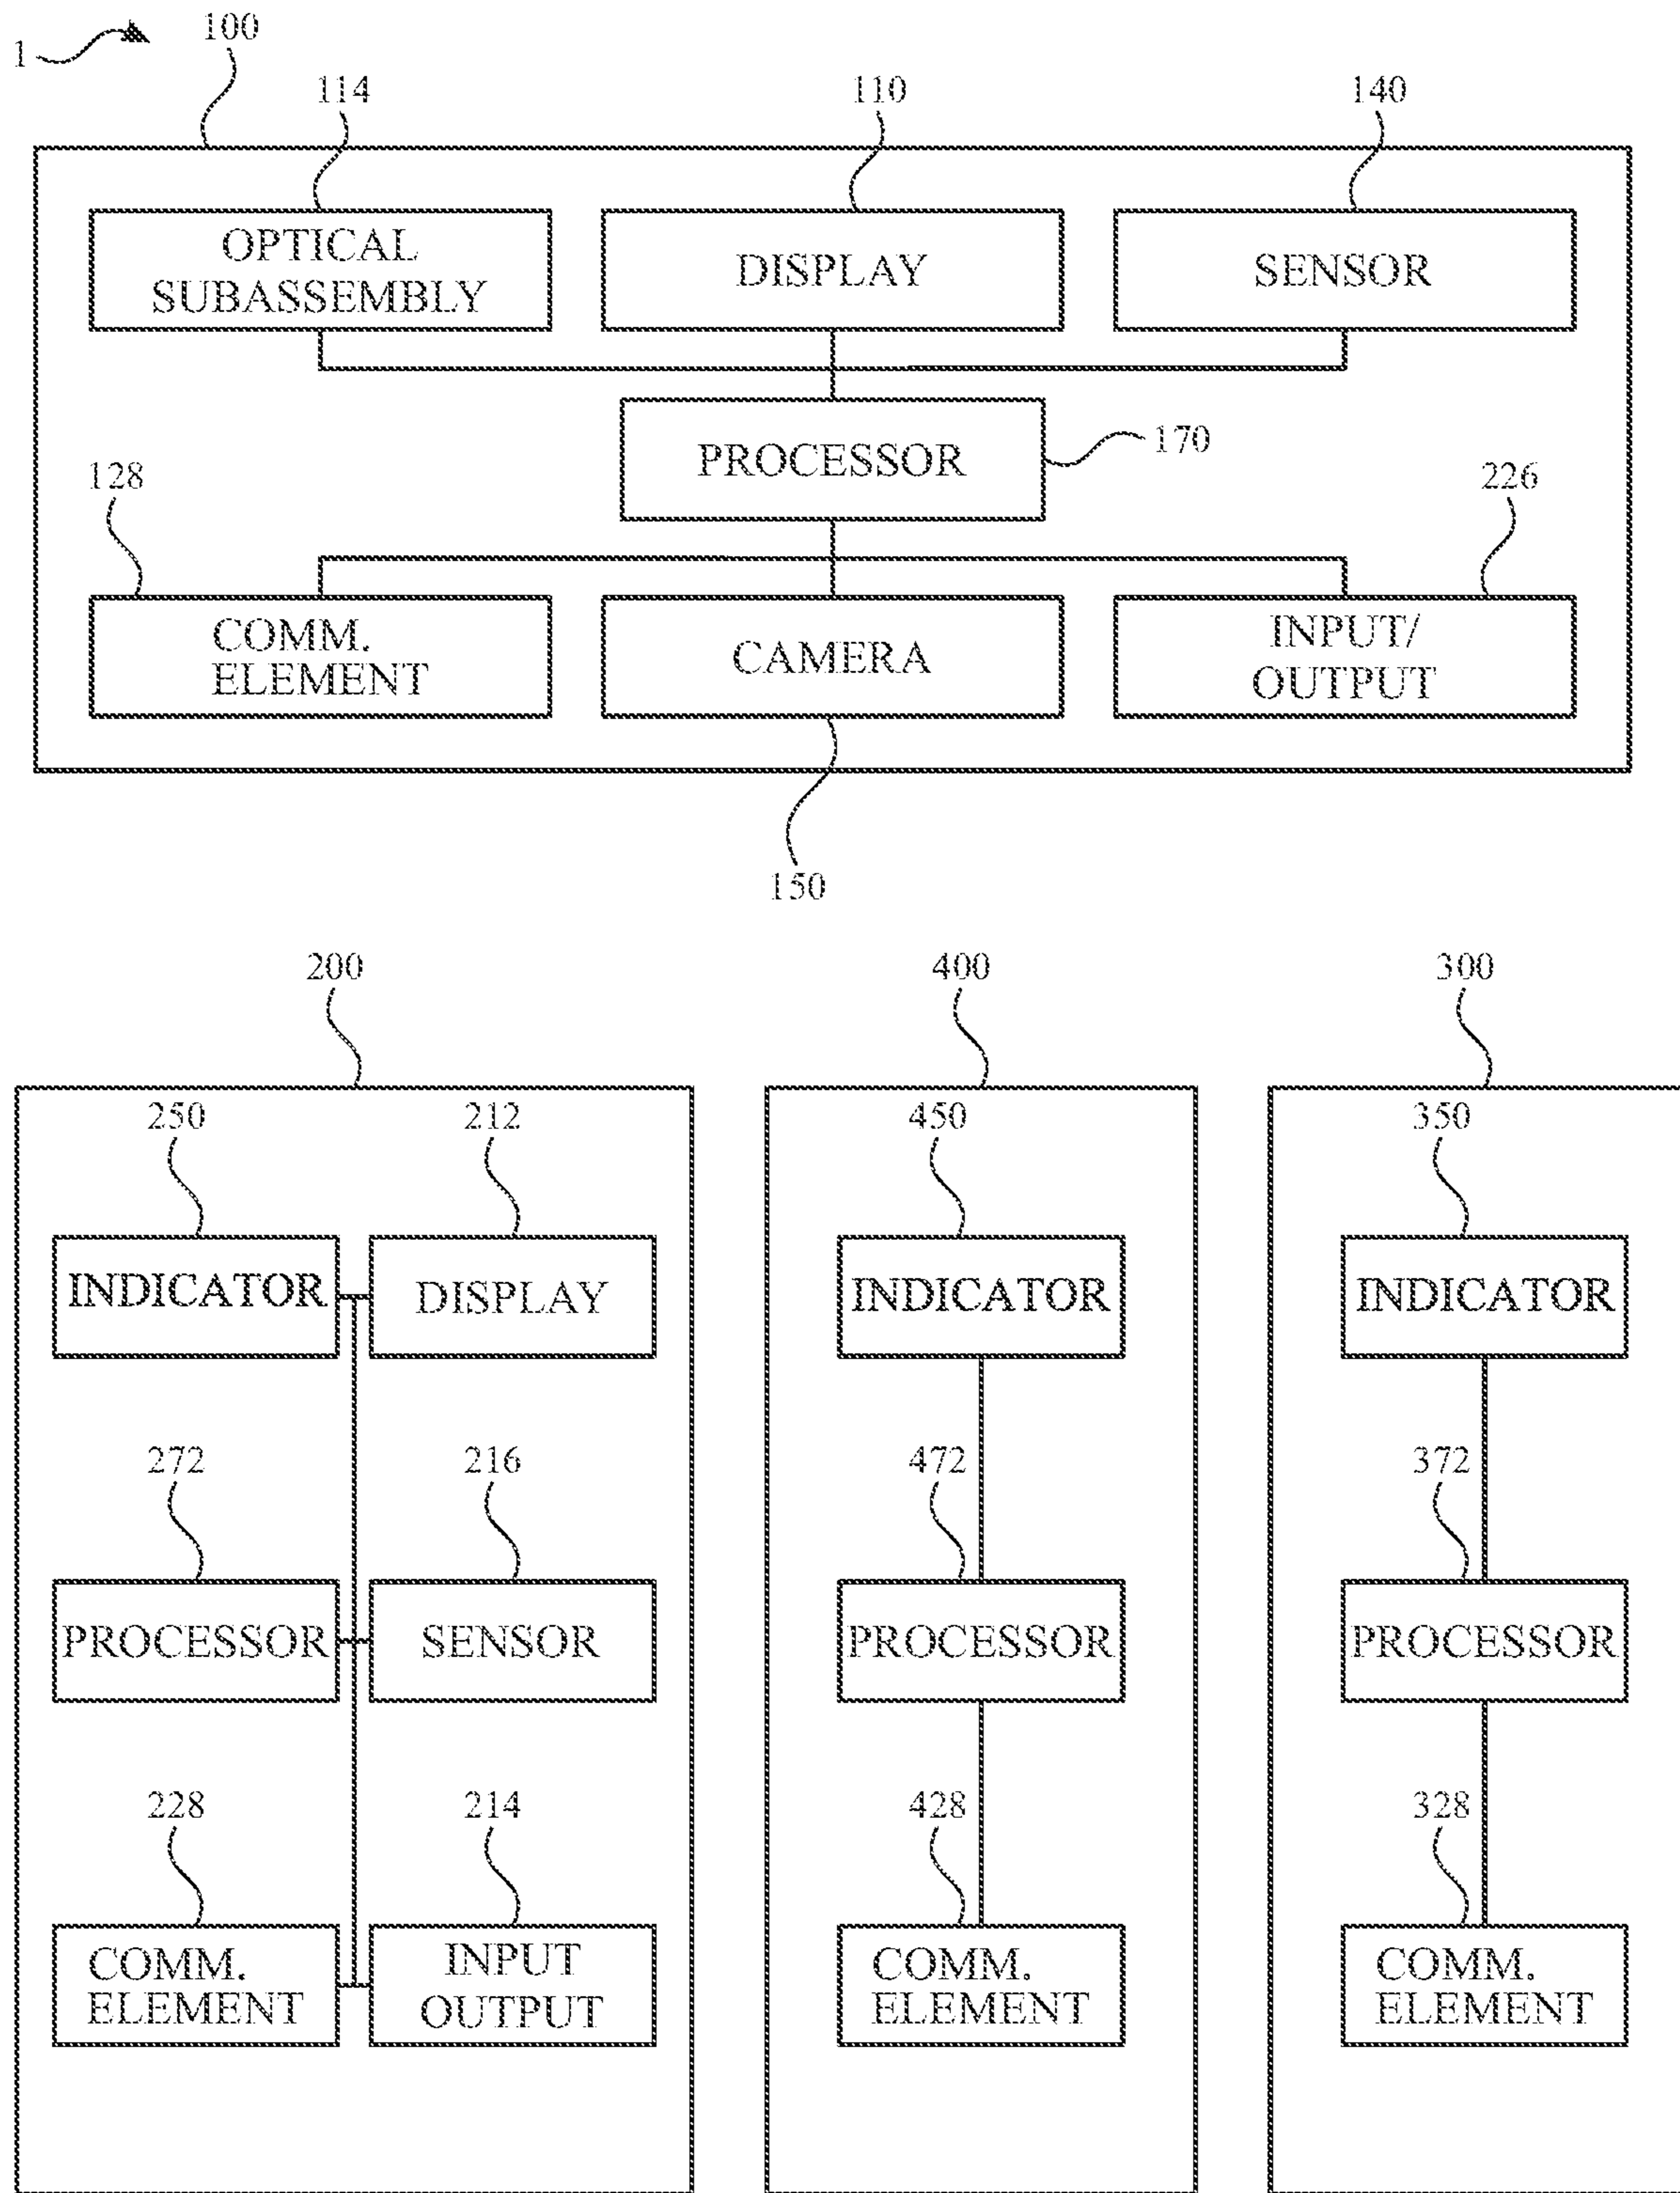 1
100
114
110
140
OPTICAL
SUBASSEMBLY
DISPLAY
SENSOR
PROCESSOR
170
128
226
COMM.
ELEMENT
CAMERA
INPUT/
OUTPUT
150
200
400
300
250
212
450
350
INDICATOR
DISPLAY
INDICATOR
INDICATOR
272
216
472
372
PROCESSOR
SENSOR
PROCESSOR
PROCESSOR
228
214
428
328
COMM.
ELEMENT
INPUT
OUTPUT
COMM.
ELEMENT
COMM.
ELEMENT